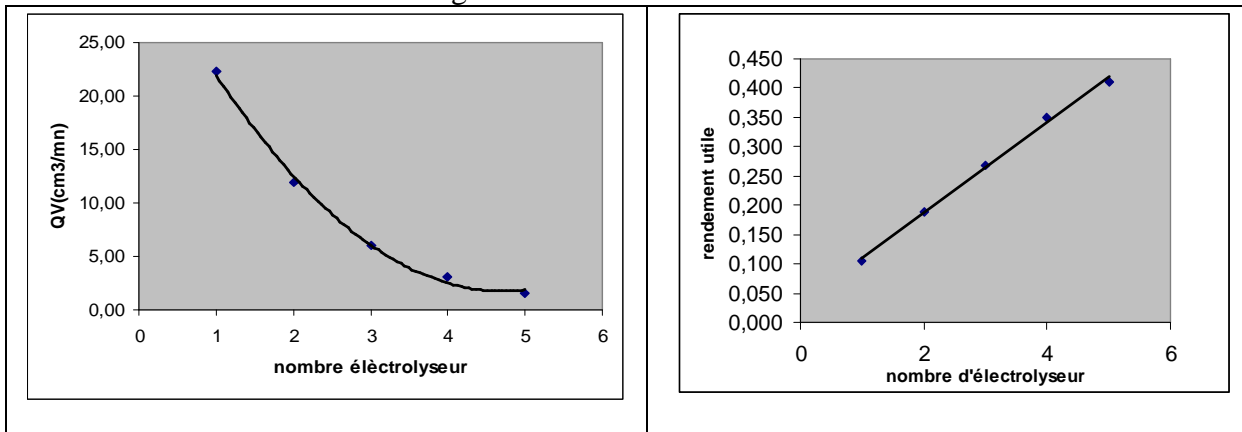 g
25,00
20,00
15,00
10,00
5,00
0,00
QV(cm3/mn)
0 1 2 3 4 5 6
nombre élèctrolyseur
0,450
0,400
0,350
0,300
0,250
0,200
0,150
0,100
0,050
0,000
rendement utile
0 2 4 6
nombre d'électrolyseur